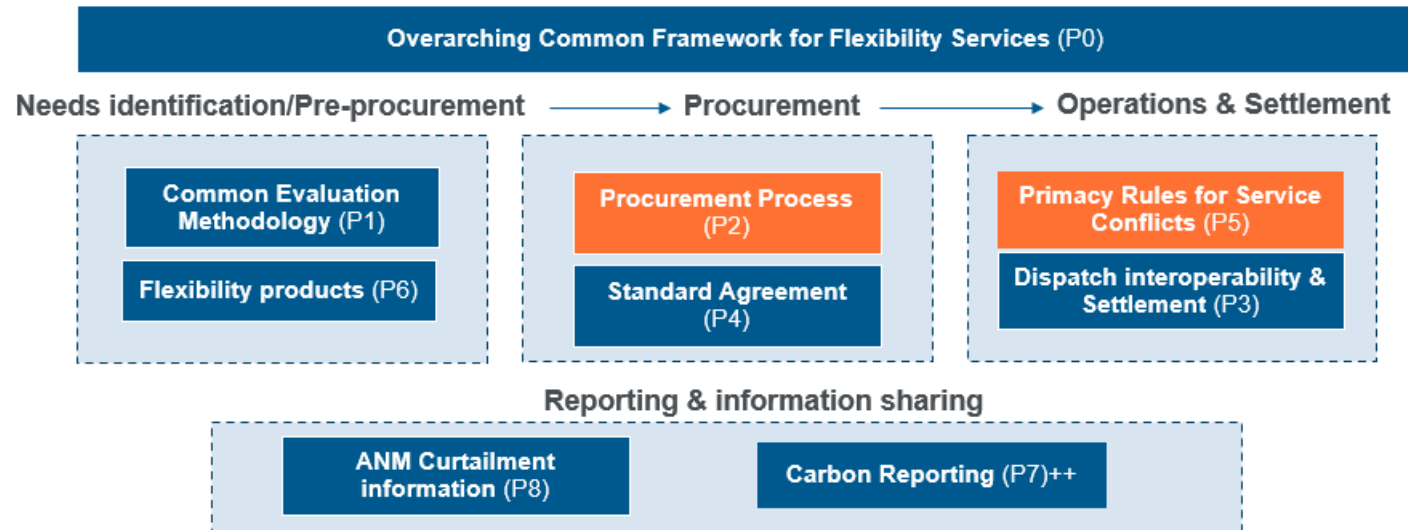 Overarching Common Framework for Flexibility Services (P0)
Needs identification/Pre-procurement
Procurement
Operations & Settlement
Common Evaluation
Methodology (P1)
Flexibility products (P6)
Procurement Process
(P2)
Standard Agreement
(P4)
Primacy Rules for Service
Conflicts (P5)
Dispatch interoperability &
Settlement (P3)
Reporting & information sharing
ANM Curtailment
information (P8)
Carbon Reporting (P7)++